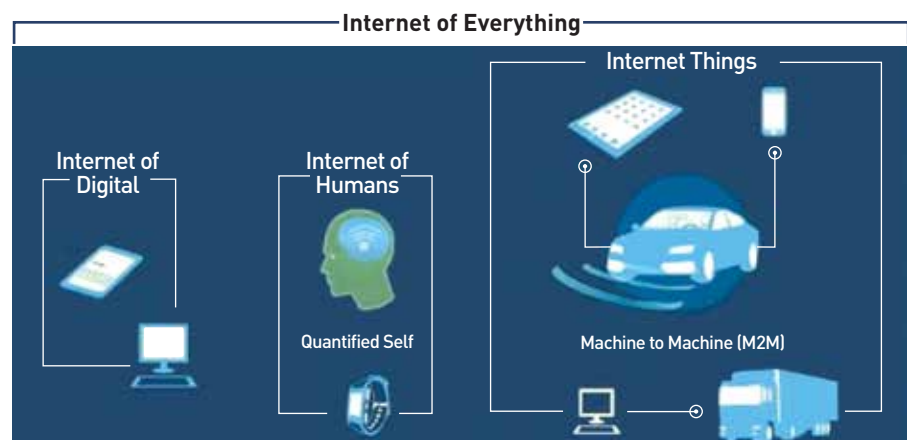 Internet of Everything
Internet Things
Internet of
Digital
Internet of
Humans
Quantified Self
Machine to Machine (M2M)